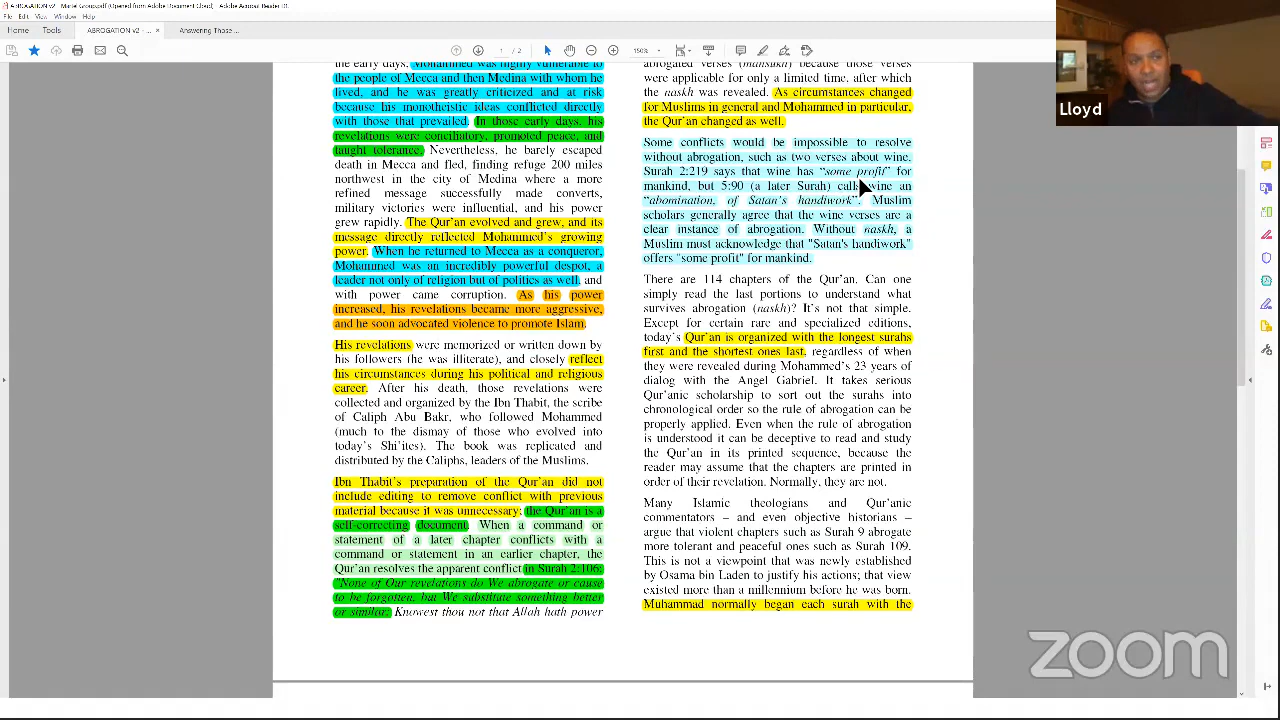 ABROGATION v2 - Martel Group.pdf (Opened from Adobe Document Cloud) - Adobe Acrobat Reader DC
File Edit View Window Help
Home Tools ABROGATION v2 - ... × Answering Those ...
1 / 2 150%
Lloyd
the early days. Mohammed was highly vulnerable to
the people of Mecca and then Medina with whom he
lived, and he was greatly criticized and at risk
because his monotheistic ideas conflicted directly
with those that prevailed. In those early days, his
revelations were conciliatory, promoted peace, and
taught tolerance. Nevertheless, he barely escaped
death in Mecca and fled, finding refuge 200 miles
northwest in the city of Medina where a more
refined message successfully made converts,
military victories were influential, and his power
grew rapidly. The Qur'an evolved and grew, and its
message directly reflected Mohammed's growing
power. When he returned to Mecca as a conqueror,
Mohammed was an incredibly powerful despot, a
leader not only of religion but of politics as well, and
with power came corruption. As his power
increased, his revelations became more aggressive,
and he soon advocated violence to promote Islam.
His revelations were memorized or written down by
his followers (he was illiterate), and closely reflect
his circumstances during his political and religious
career. After his death, those revelations were
collected and organized by the Ibn Thabit, the scribe
of Caliph Abu Bakr, who followed Mohammed
(much to the dismay of those who evolved into
today's Shi'ites). The book was replicated and
distributed by the Caliphs, leaders of the Muslims.
Ibn Thabit's preparation of the Qur'an did not
include editing to remove conflict with previous
material because it was unnecessary; the Qur'an is a
self-correcting document. When a command or
statement of a later chapter conflicts with a
command or statement in an earlier chapter, the
Qur'an resolves the apparent conflict in Surah 2:106:
"None of Our revelations do We abrogate or cause
to be forgotten, but We substitute something better
or similar: Knowest thou not that Allah hath power
abrogated verses (mansukh) because those verses
were applicable for only a limited time, after which
the naskh was revealed. As circumstances changed
for Muslims in general and Mohammed in particular,
the Qur'an changed as well.
Some conflicts would be impossible to resolve
without abrogation, such as two verses about wine.
Surah 2:219 says that wine has "some profit" for
mankind, but 5:90 (a later Surah) calls wine an
"abomination, of Satan's handiwork". Muslim
scholars generally agree that the wine verses are a
clear instance of abrogation. Without naskh, a
Muslim must acknowledge that "Satan's handiwork"
offers "some profit" for mankind.
There are 114 chapters of the Qur'an. Can one
simply read the last portions to understand what
survives abrogation (naskh)? It's not that simple.
Except for certain rare and specialized editions,
today's Qur'an is organized with the longest surahs
first and the shortest ones last, regardless of when
they were revealed during Mohammed's 23 years of
dialog with the Angel Gabriel. It takes serious
Qur'anic scholarship to sort out the surahs into
chronological order so the rule of abrogation can be
properly applied. Even when the rule of abrogation
is understood it can be deceptive to read and study
the Qur'an in its printed sequence, because the
reader may assume that the chapters are printed in
order of their revelation. Normally, they are not.
Many Islamic theologians and Qur'anic
commentators – and even objective historians –
argue that violent chapters such as Surah 9 abrogate
more tolerant and peaceful ones such as Surah 109.
This is not a viewpoint that was newly established
by Osama bin Laden to justify his actions; that view
existed more than a millennium before he was born.
Muhammad normally began each surah with the
zoom